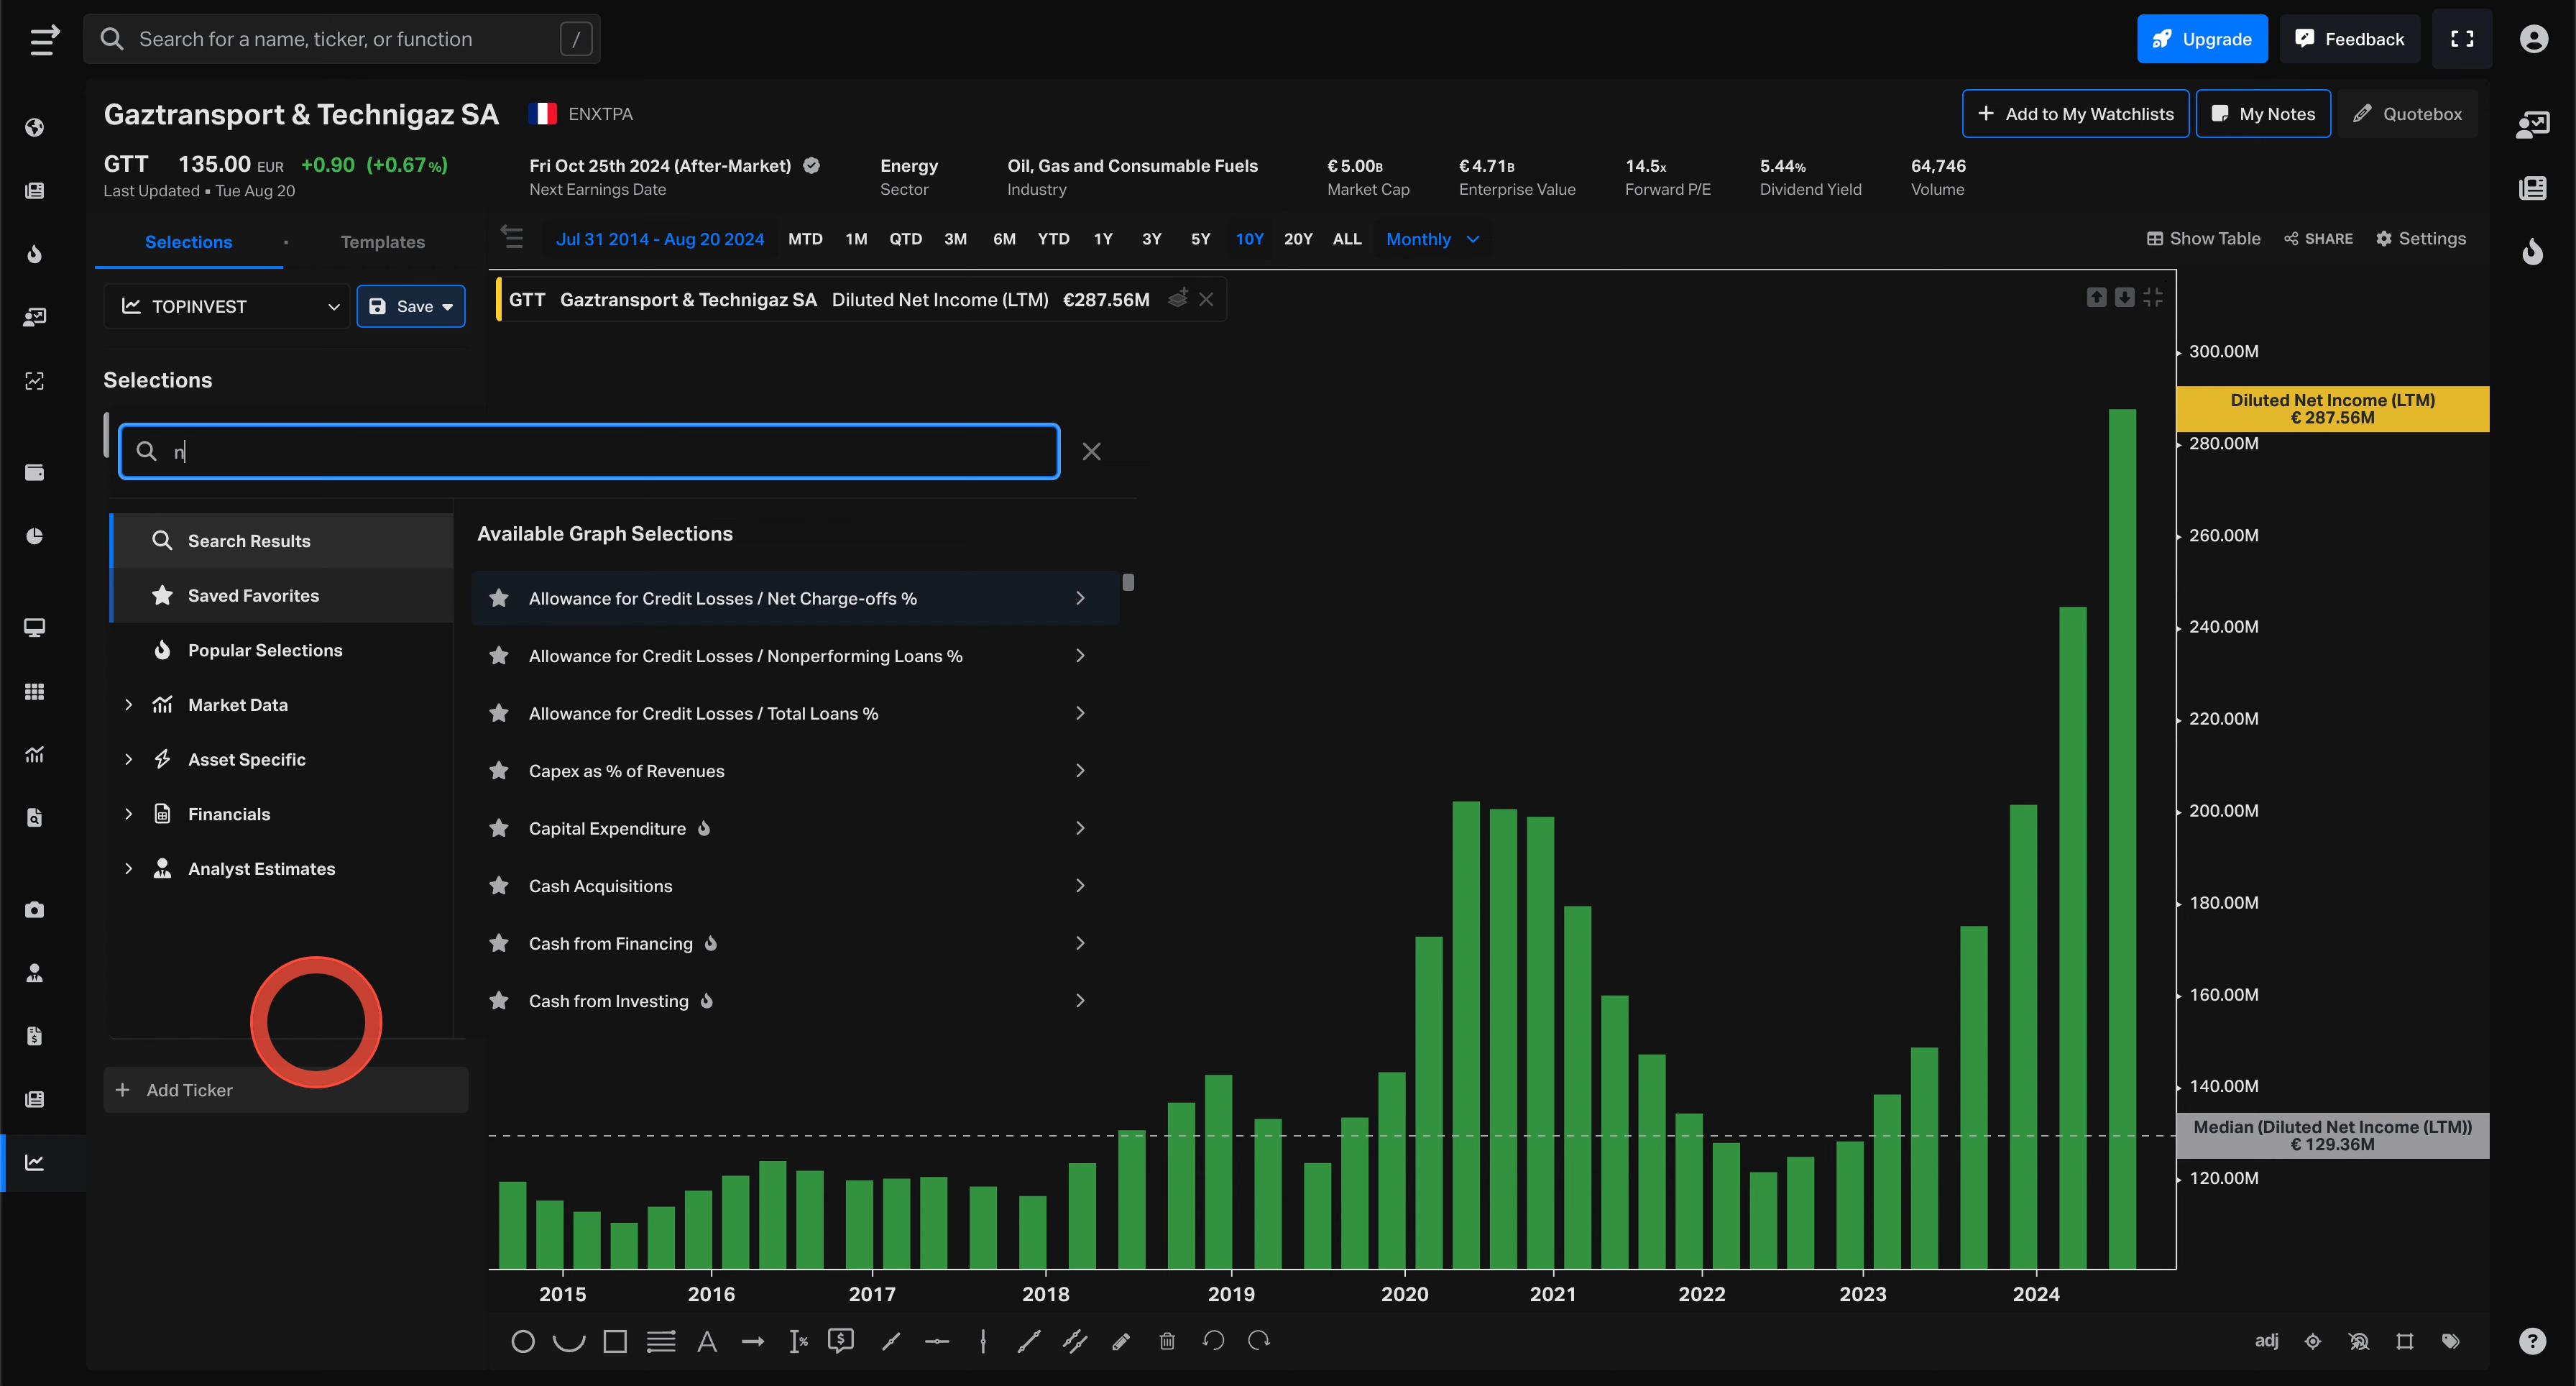 Search for a name, ticker, or function /
Upgrade
Feedback
Gaztransport & Technigaz SA ENXTPA
Add to My Watchlists
My Notes
Quotebox
GTT 135.00 EUR +0.90 (+0.67%)
Last Updated ▪ Tue Aug 20
Fri Oct 25th 2024 (After-Market)
Next Earnings Date
Energy
Sector
Oil, Gas and Consumable Fuels
Industry
€ 5.00B
Market Cap
€ 4.71B
Enterprise Value
14.5x
Forward P/E
5.44%
Dividend Yield
64,746
Volume
Selections · Templates
Jul 31 2014 - Aug 20 2024 MTD 1M QTD 3M 6M YTD 1Y 3Y 5Y 10Y 20Y ALL Monthly
Show Table SHARE Settings
TOPINVEST
Save
GTT Gaztransport & Technigaz SA Diluted Net Income (LTM) €287.56M
Selections
n
Search Results
Saved Favorites
Popular Selections
Market Data
Asset Specific
Financials
Analyst Estimates
Available Graph Selections
Allowance for Credit Losses / Net Charge-offs %
Allowance for Credit Losses / Nonperforming Loans %
Allowance for Credit Losses / Total Loans %
Capex as % of Revenues
Capital Expenditure
Cash Acquisitions
Cash from Financing
Cash from Investing
+ Add Ticker
300.00M
Diluted Net Income (LTM)
€ 287.56M
280.00M
260.00M
240.00M
220.00M
200.00M
180.00M
160.00M
140.00M
Median (Diluted Net Income (LTM))
€ 129.36M
120.00M
2015 2016 2017 2018 2019 2020 2021 2022 2023 2024
A
%
$
adj
?